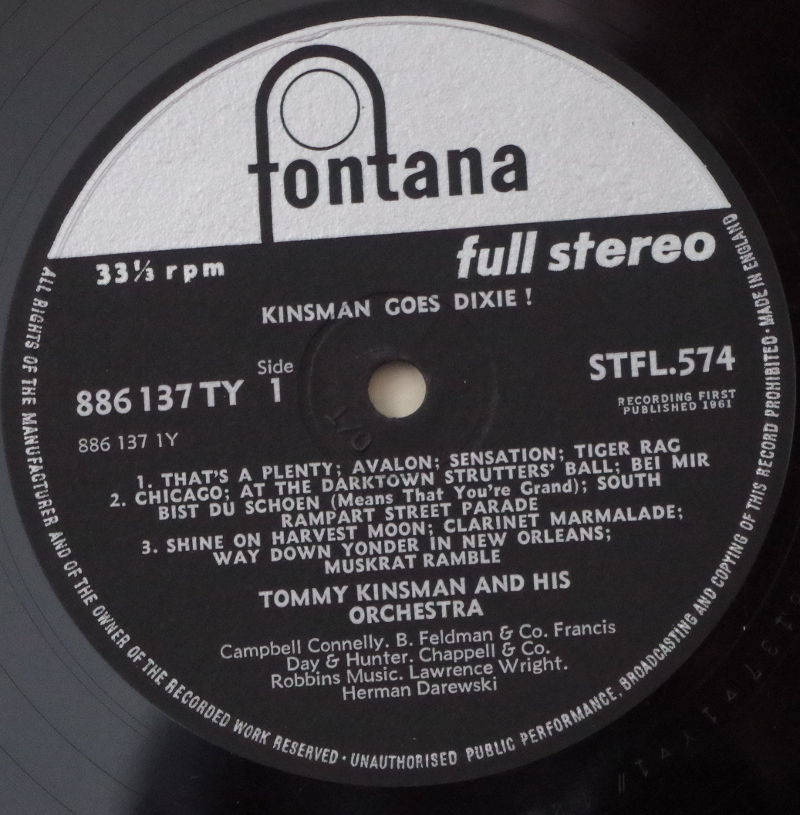 fontana
33⅓ rpm
full stereo
KINSMAN GOES DIXIE!
886 137 TY
Side
1
STFL.574
886 137 1Y
RECORDING FIRST
PUBLISHED 1961
1. THAT'S A PLENTY; AVALON; SENSATION; TIGER RAG
2. CHICAGO; AT THE DARKTOWN STRUTTERS' BALL; BEI MIR
BIST DU SCHOEN (Means That You're Grand); SOUTH
RAMPART STREET PARADE
3. SHINE ON HARVEST MOON; CLARINET MARMALADE;
WAY DOWN YONDER IN NEW ORLEANS;
MUSKRAT RAMBLE
TOMMY KINSMAN AND HIS
ORCHESTRA
Campbell Connelly. B. Feldman & Co. Francis
Day & Hunter. Chappell & Co.
Robbins Music. Lawrence Wright.
Herman Darewski
ALL RIGHTS OF THE MANUFACTURER AND OF THE OWNER OF THE RECORDED WORK RESERVED · UNAUTHORISED PUBLIC PERFORMANCE, BROADCASTING AND COPYING OF THIS RECORD PROHIBITED · MADE IN ENGLAND